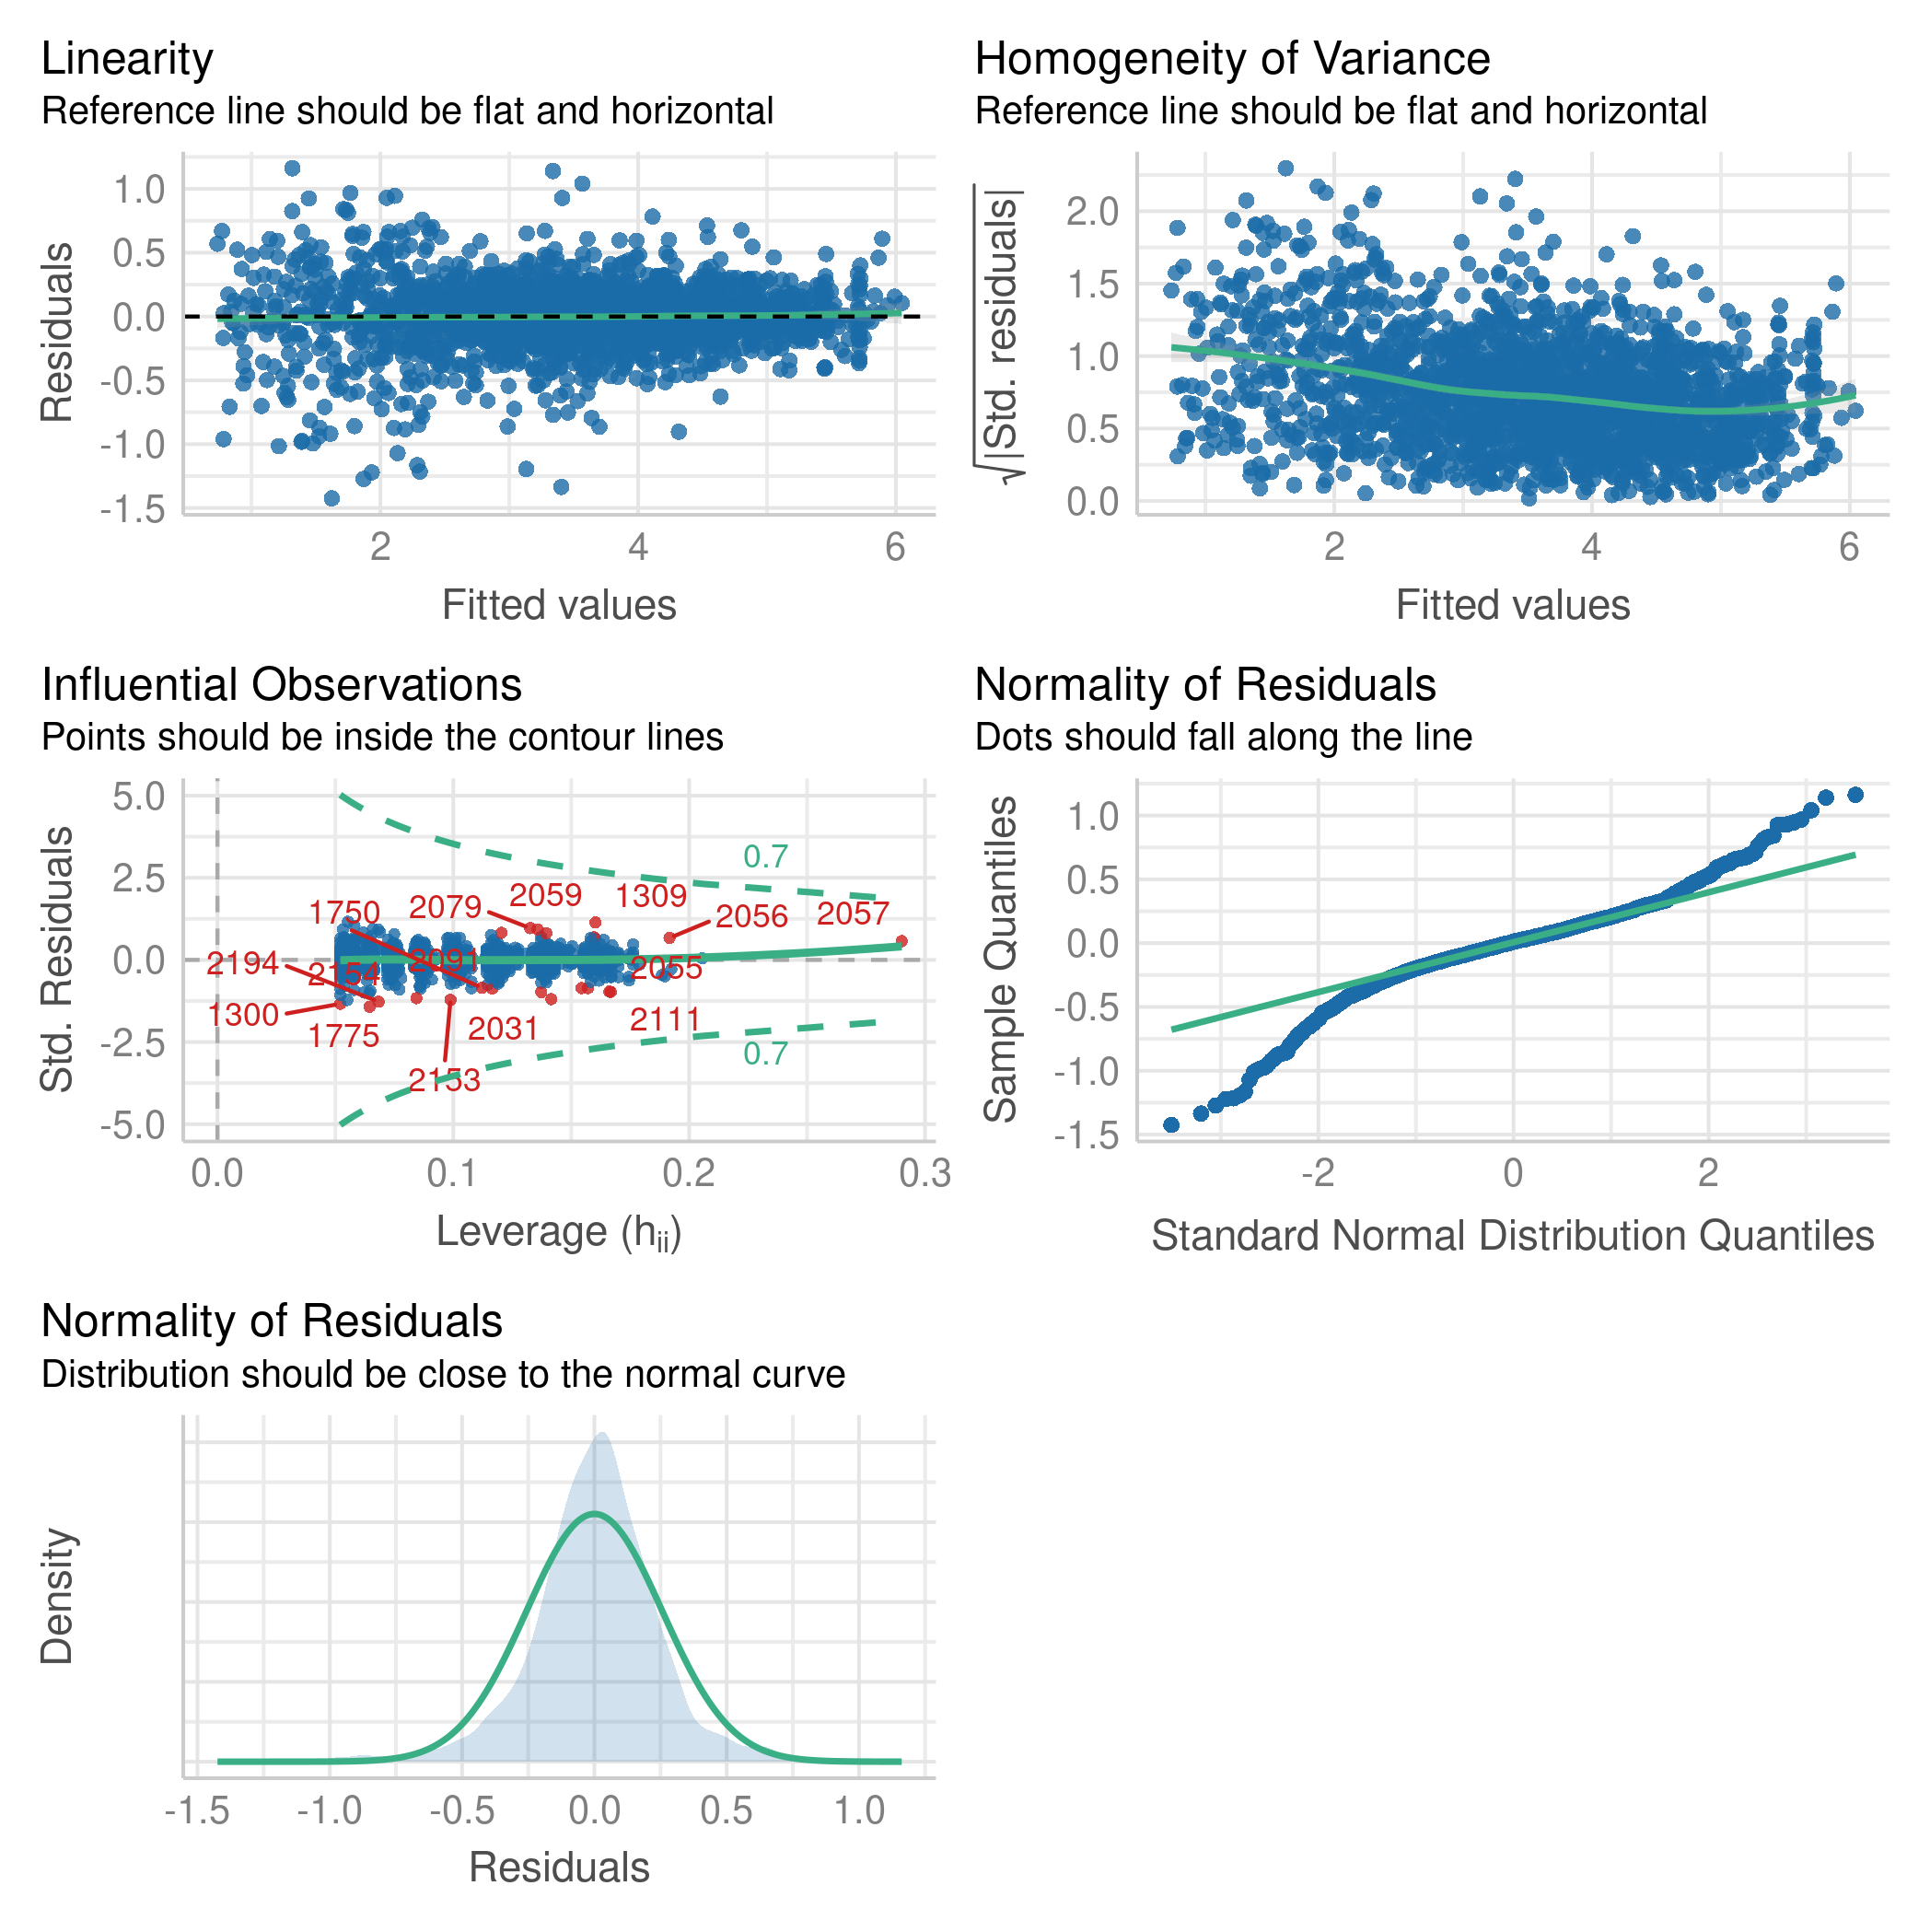 Linearity
Reference line should be flat and horizontal
Residuals
1.0
0.5
0.0
-0.5
-1.0
-1.5
2
4
6
Fitted values
Homogeneity of Variance
Reference line should be flat and horizontal
√|Std. residuals|
2.0
1.5
1.0
0.5
0.0
2
4
6
Fitted values
Influential Observations
Points should be inside the contour lines
Std. Residuals
5.0
2.5
0.0
-2.5
-5.0
0.7
2059
1309
2079
1750
2056
2057
2194
2154
2091
2055
1300
1775
2031
2111
2153
0.7
0.0
0.1
0.2
0.3
Leverage (hii)
Normality of Residuals
Dots should fall along the line
Sample Quantiles
1.0
0.5
0.0
-0.5
-1.0
-1.5
-2
0
2
Standard Normal Distribution Quantiles
Normality of Residuals
Distribution should be close to the normal curve
Density
-1.5
-1.0
-0.5
0.0
0.5
1.0
Residuals